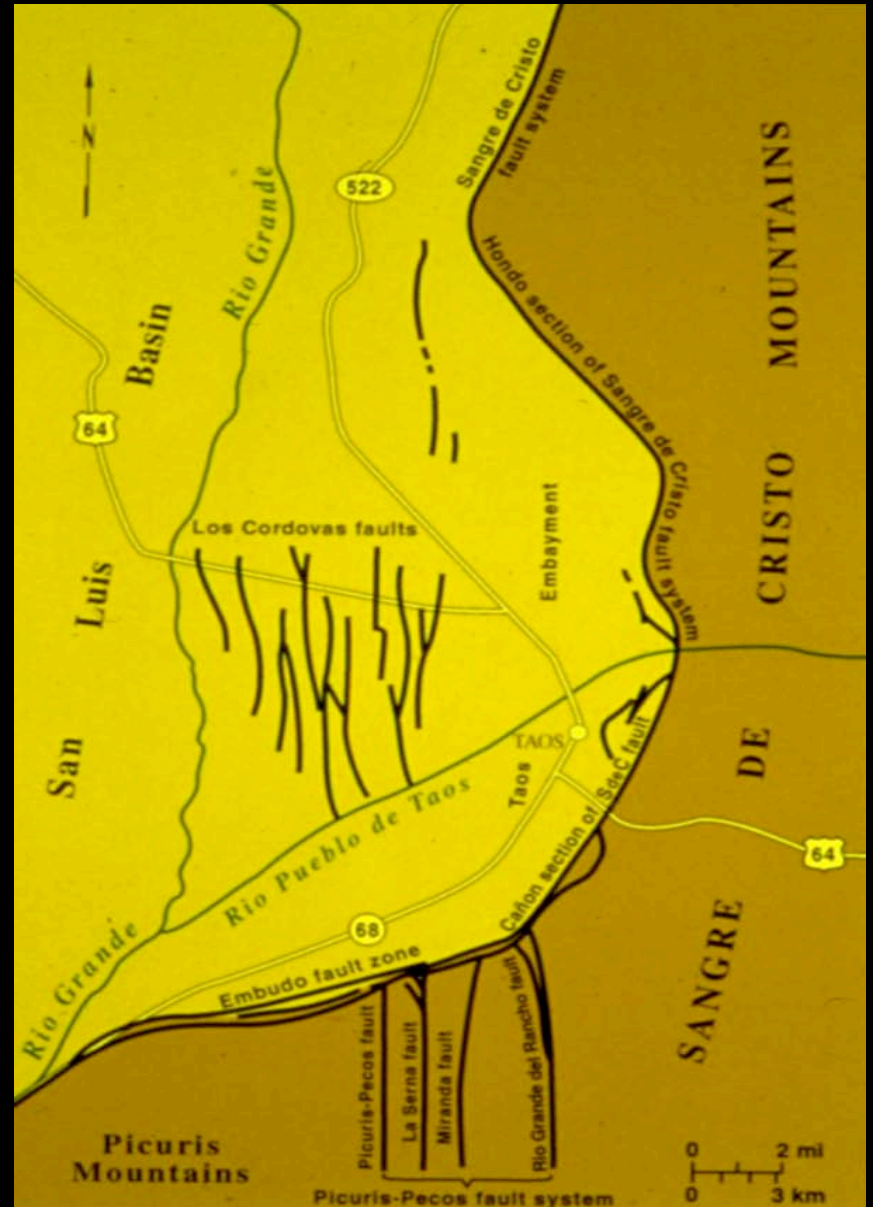 N
Sangre de Cristo
fault system
522
Rio Grande
Hondo section of Sangre de Cristo fault system
MOUNTAINS
Basin
64
CRISTO
Los Cordovas faults
Embayment
Luis
DE
San
TAOS
Taos
Cañon section of SdeC fault
Rio Pueblo de Taos
64
68
SANGRE
Rio Grande
Embudo fault zone
Picuris-Pecos fault
La Serna fault
Miranda fault
Rio Grande del Rancho fault
Picuris
Mountains
0 2 mi
0 3 km
Picuris-Pecos fault system